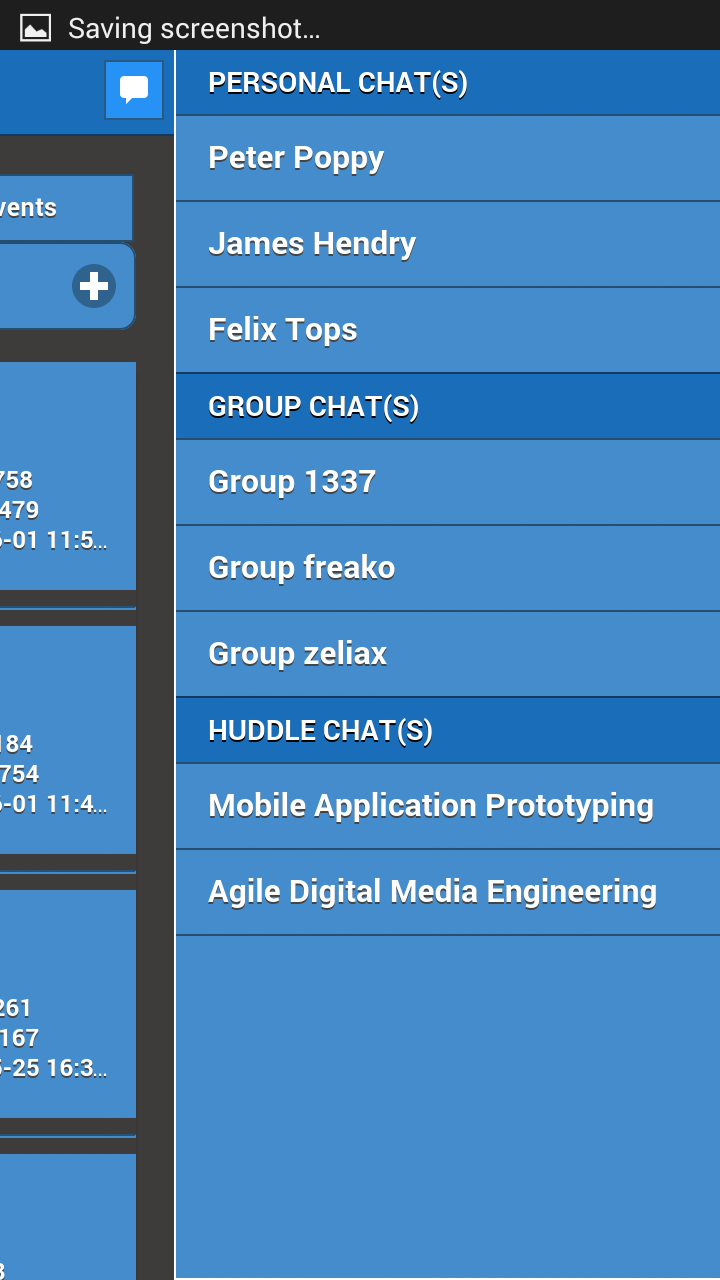 Saving screenshot...
PERSONAL CHAT(S)
Peter Poppy
James Hendry
Felix Tops
GROUP CHAT(S)
Group 1337
Group freako
Group zeliax
HUDDLE CHAT(S)
Mobile Application Prototyping
Agile Digital Media Engineering
vents
758
479
-01 11:5...
184
754
-01 11:4...
261
167
-25 16:3...